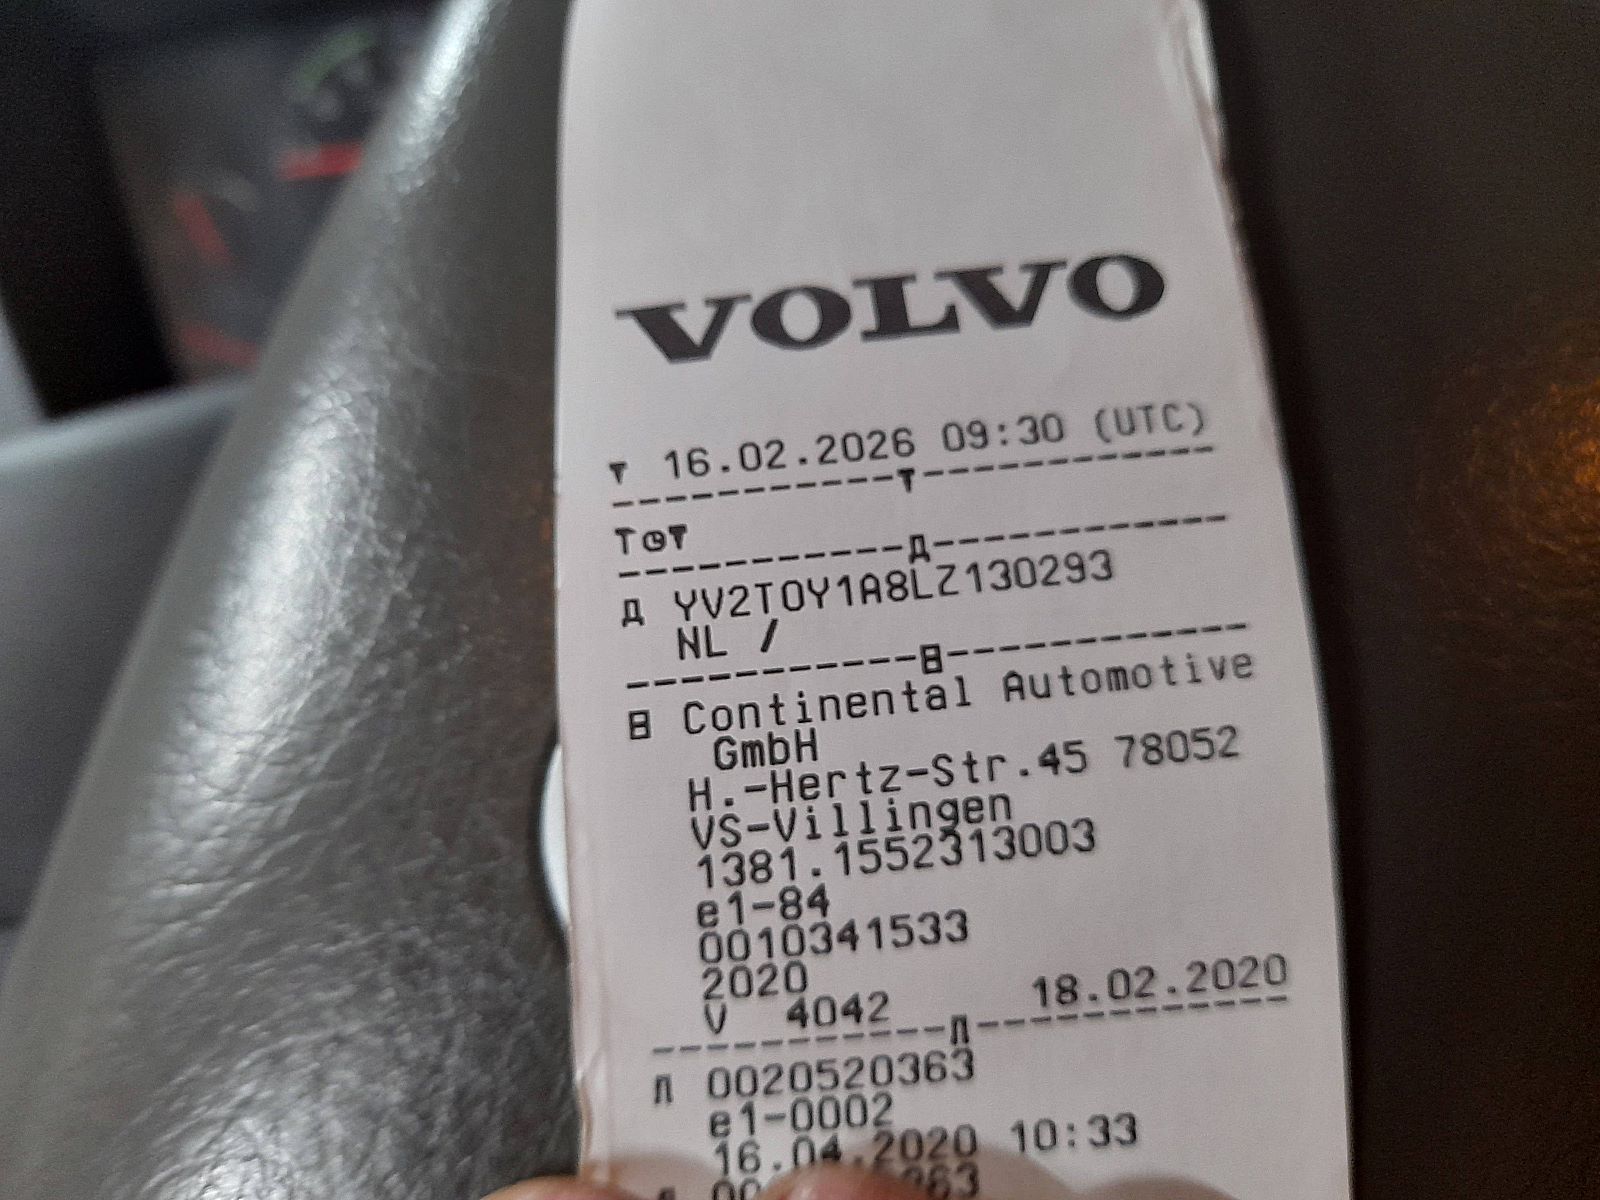 VOLVO
▼ 16.02.2026 09:30 (UTC)
-----------▼------------
T◷▼
-----------Д------------
Д YV2T0Y1A8LZ130293
NL /
-----------B------------
B Continental Automotive
GmbH
H.-Hertz-Str.45 78052
VS-Villingen
1381.1552313003
e1-84
0010341533
2020
V 4042 18.02.2020
-----------Л------------
Л 0020520363
e1-0002
16.04.2020 10:33